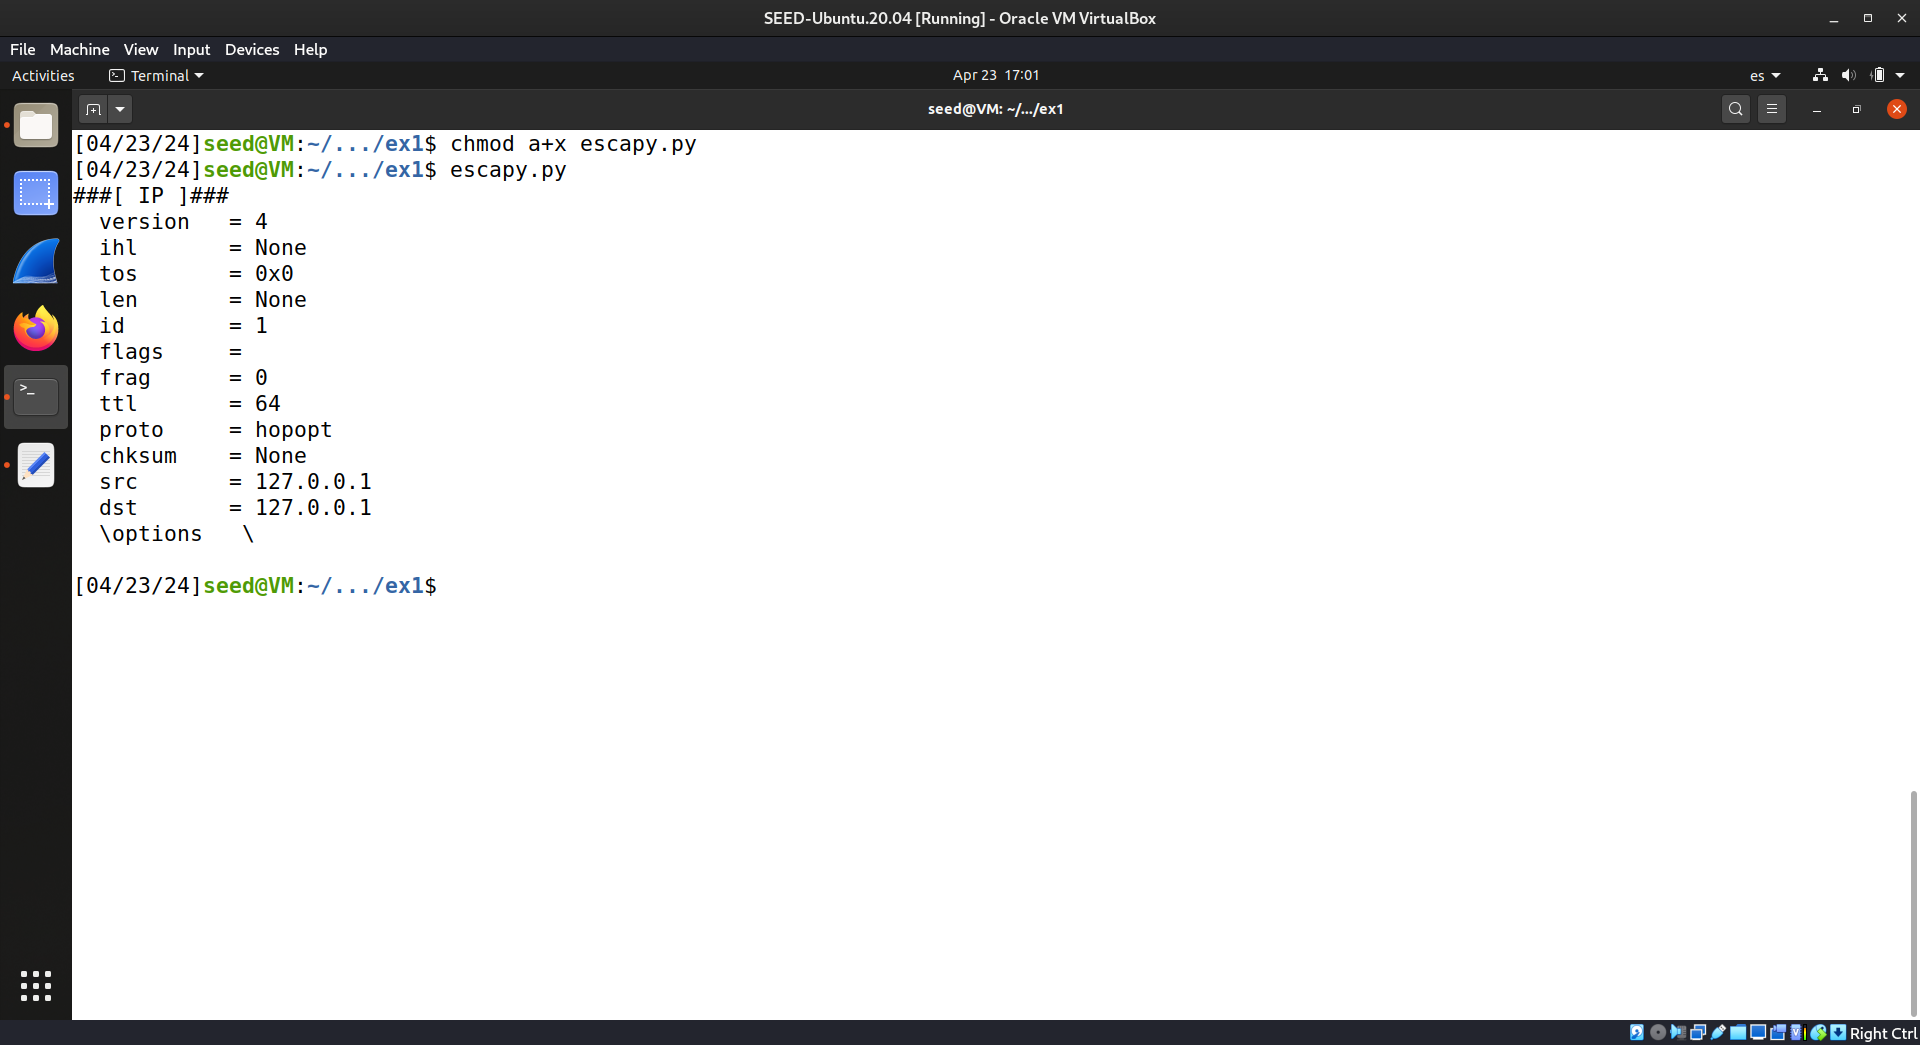 SEED-Ubuntu.20.04 [Running] - Oracle VM VirtualBox
File Machine View Input Devices Help
Activities Terminal Apr 23 17:01 es
seed@VM: ~/.../ex1
[04/23/24]seed@VM:~/.../ex1$ chmod a+x escapy.py
[04/23/24]seed@VM:~/.../ex1$ escapy.py
###[ IP ]###
  version   = 4
  ihl       = None
  tos       = 0x0
  len       = None
  id        = 1
  flags     =
  frag      = 0
  ttl       = 64
  proto     = hopopt
  chksum    = None
  src       = 127.0.0.1
  dst       = 127.0.0.1
  \options   \
[04/23/24]seed@VM:~/.../ex1$
Right Ctrl